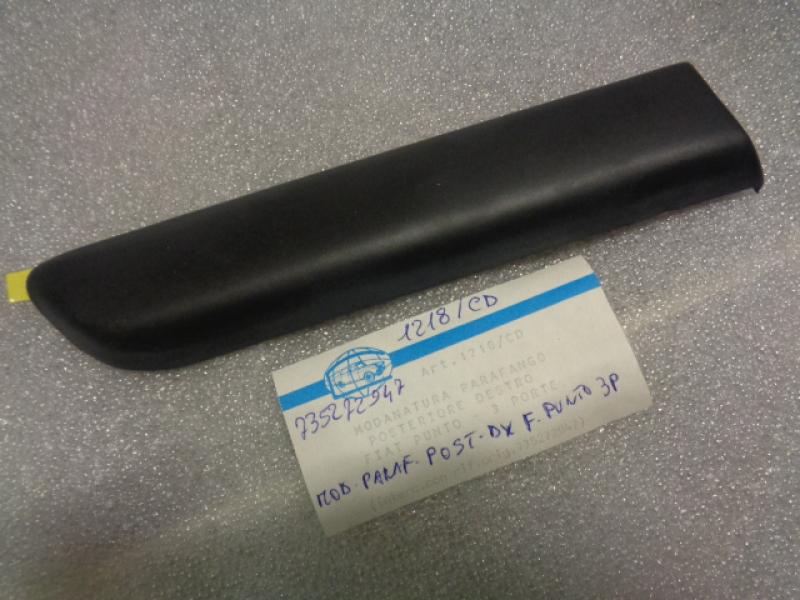 1218/CD
Art.1218/CD
735272547
MODANATURA PARAFANGO
POSTERIORE DESTRO
FIAT PUNTO 3 PORTE
MOD. PARAF. POST. DX F. PUNTO 3P